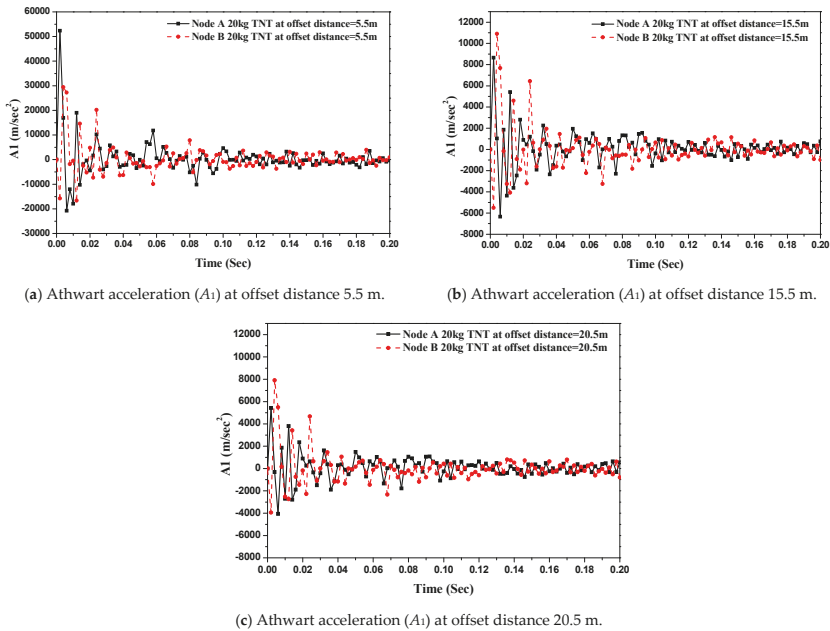 Node A 20kg TNT at offset distance=5.5m
Node B 20kg TNT at offset distance=5.5m
60000
50000
40000
30000
20000
10000
0
-10000
-20000
-30000
A1 (m/sec²)
0.00 0.02 0.04 0.06 0.08 0.10 0.12 0.14 0.16 0.18 0.20
Time (Sec)
(a) Athwart acceleration (A₁) at offset distance 5.5 m.
Node A 20kg TNT at offset distance=15.5m
Node B 20kg TNT at offset distance=15.5m
12000
10000
8000
6000
4000
2000
0
-2000
-4000
-6000
-8000
A1 (m/sec²)
0.00 0.02 0.04 0.06 0.08 0.10 0.12 0.14 0.16 0.18 0.20
Time (Sec)
(b) Athwart acceleration (A₁) at offset distance 15.5 m.
Node A 20kg TNT at offset distance=20.5m
Node B 20kg TNT at offset distance=20.5m
12000
10000
8000
6000
4000
2000
0
-2000
-4000
-6000
-8000
A1 (m/sec²)
0.00 0.02 0.04 0.06 0.08 0.10 0.12 0.14 0.16 0.18 0.20
Time (Sec)
(c) Athwart acceleration (A₁) at offset distance 20.5 m.